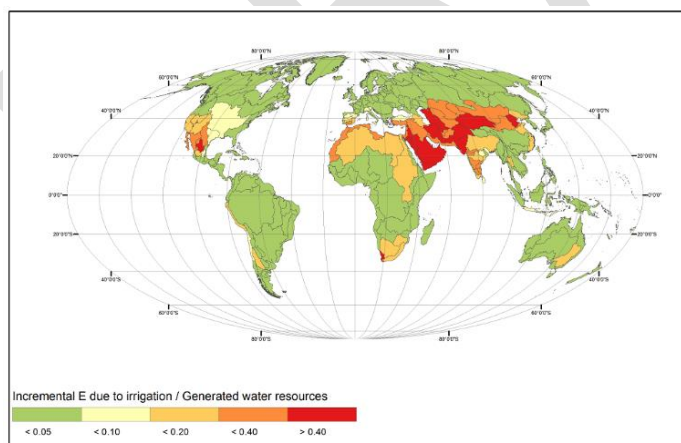 80°0'0"N 80°0'0"N
60°0'0"N 60°0'0"N
40°0'0"N 40°0'0"N
20°0'0"N 20°0'0"N
0°0'0" 0°0'0"
20°0'0"S 20°0'0"S
40°0'0"S 40°0'0"S
60°0'0"S 60°0'0"S
80°0'0"S 80°0'0"S
Incremental E due to irrigation / Generated water resources
< 0.05 < 0.10 < 0.20 < 0.40 > 0.40